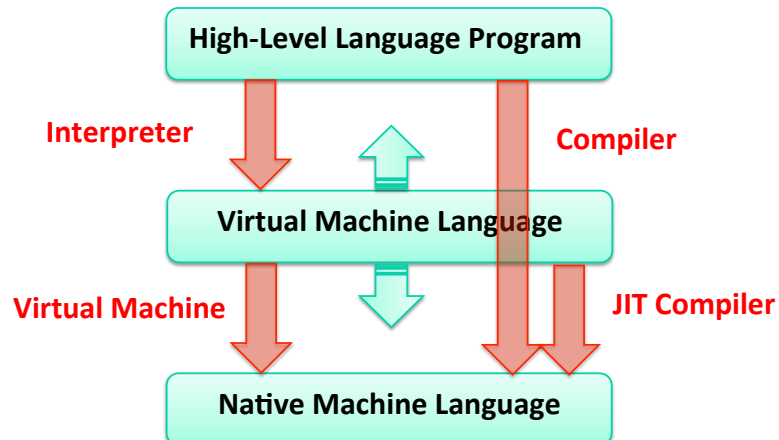 High-Level Language Program
Interpreter
Compiler
Virtual Machine Language
Virtual Machine
JIT Compiler
Native Machine Language